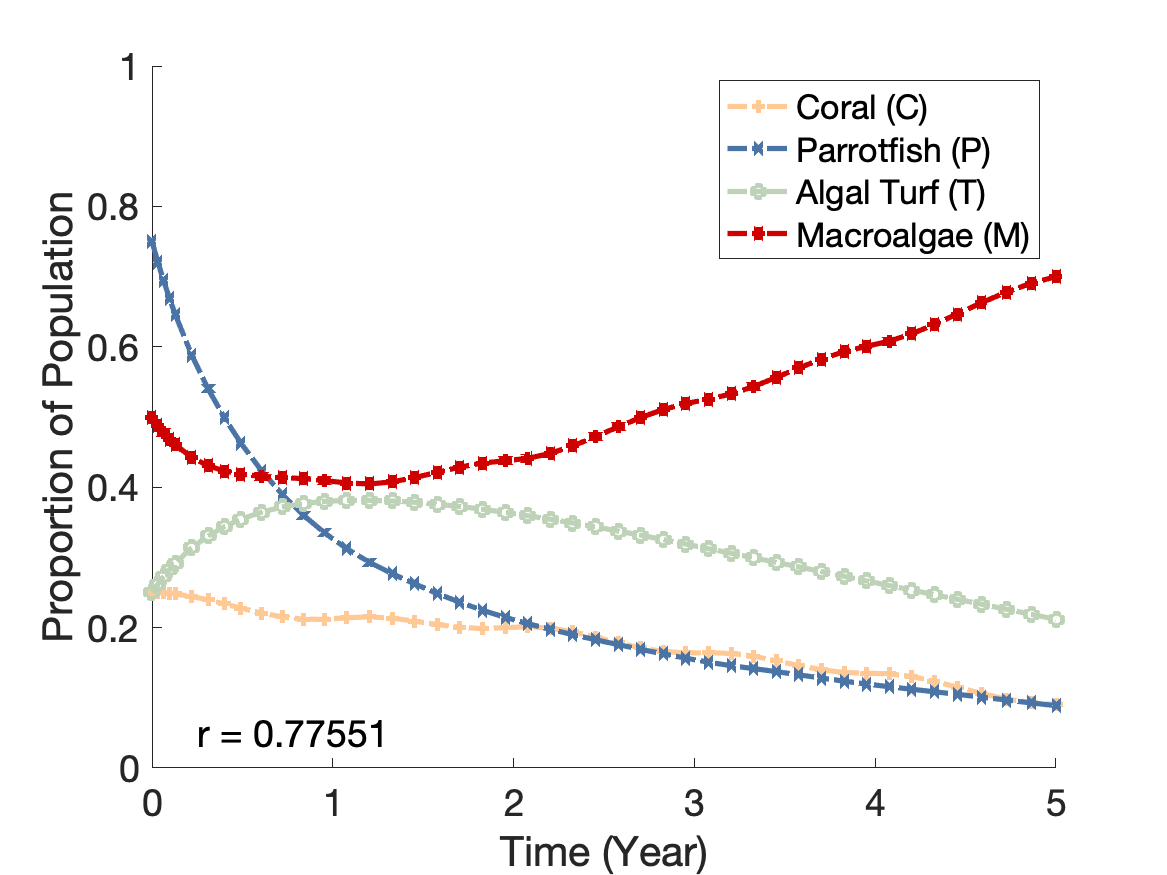 1
0.8
0.6
0.4
0.2
0
Proportion of Population
Coral (C)
Parrotfish (P)
Algal Turf (T)
Macroalgae (M)
r = 0.77551
0 1 2 3 4 5
Time (Year)